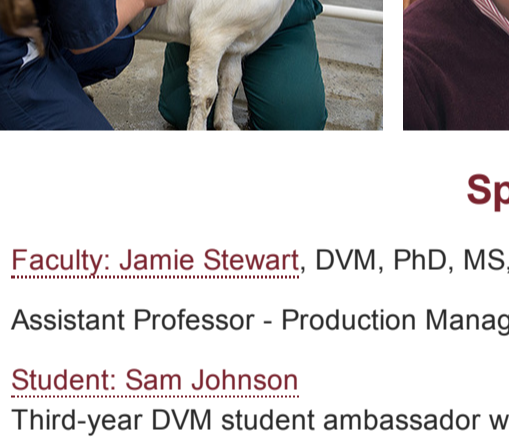 Sp
Faculty: Jamie Stewart, DVM, PhD, MS,
Assistant Professor - Production Manag
Student: Sam Johnson
Third-year DVM student ambassador w